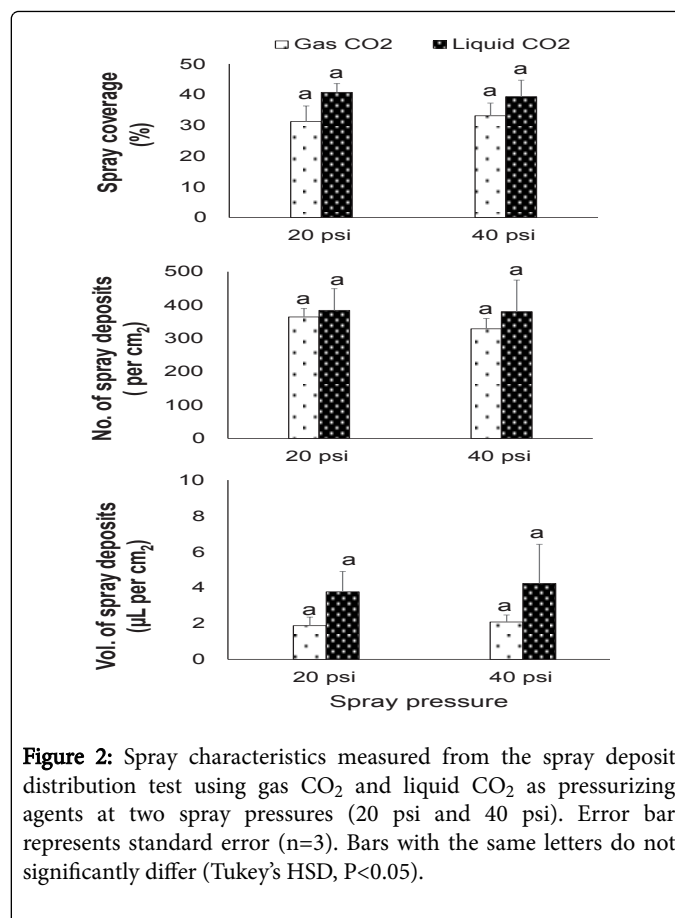 Gas CO2 Liquid CO2
Spray coverage
(%)
50
40
30
20
10
0
a a a a
20 psi 40 psi
No. of spray deposits
( per cm2)
500
400
300
200
100
0
a a a a
20 psi 40 psi
Vol. of spray deposits
(µL per cm2)
10
8
6
4
2
0
a a a a
20 psi 40 psi
Spray pressure
Figure 2: Spray characteristics measured from the spray deposit
distribution test using gas CO2 and liquid CO2 as pressurizing
agents at two spray pressures (20 psi and 40 psi). Error bar
represents standard error (n=3). Bars with the same letters do not
significantly differ (Tukey's HSD, P<0.05).